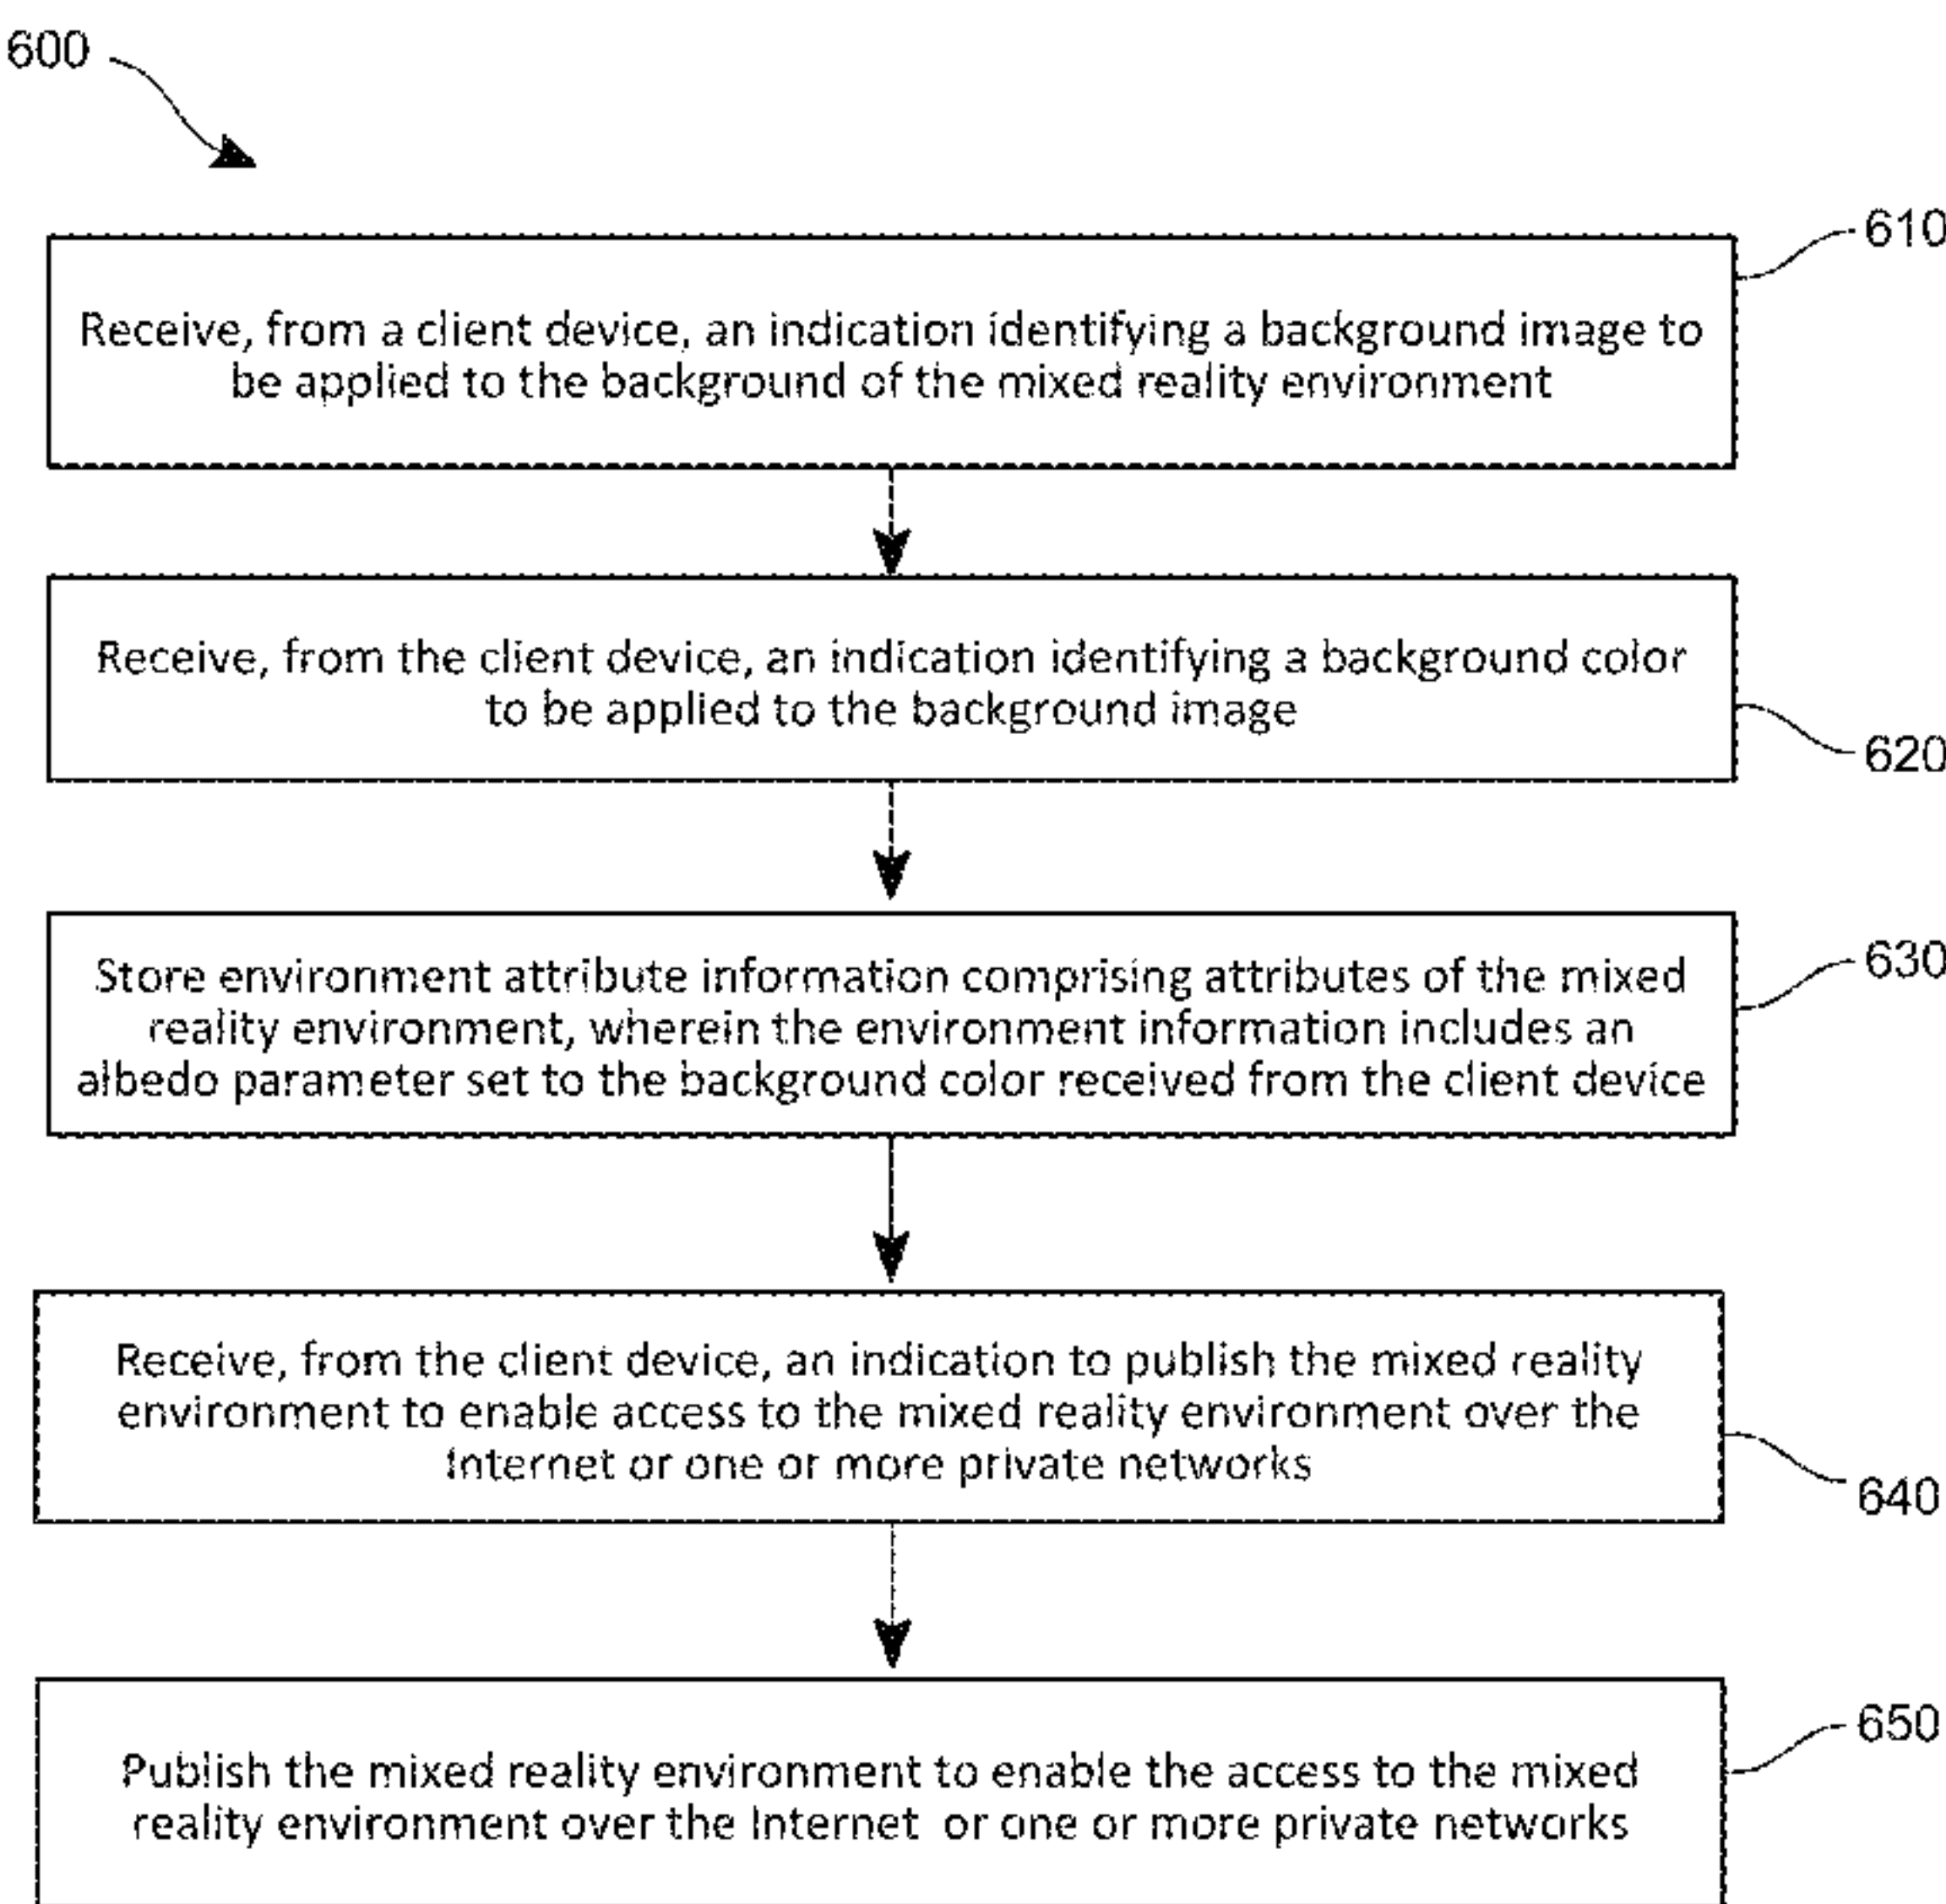 600
610
Receive, from a client device, an indication identifying a background image to
be applied to the background of the mixed reality environment
Receive, from the client device, an indication identifying a background color
to be applied to the background image
620
Store environment attribute information comprising attributes of the mixed
reality environment, wherein the environment information includes an
albedo parameter set to the background color received from the client device
630
Receive, from the client device, an indication to publish the mixed reality
environment to enable access to the mixed reality environment over the
Internet or one or more private networks
640
650
Publish the mixed reality environment to enable the access to the mixed
reality environment over the Internet or one or more private networks